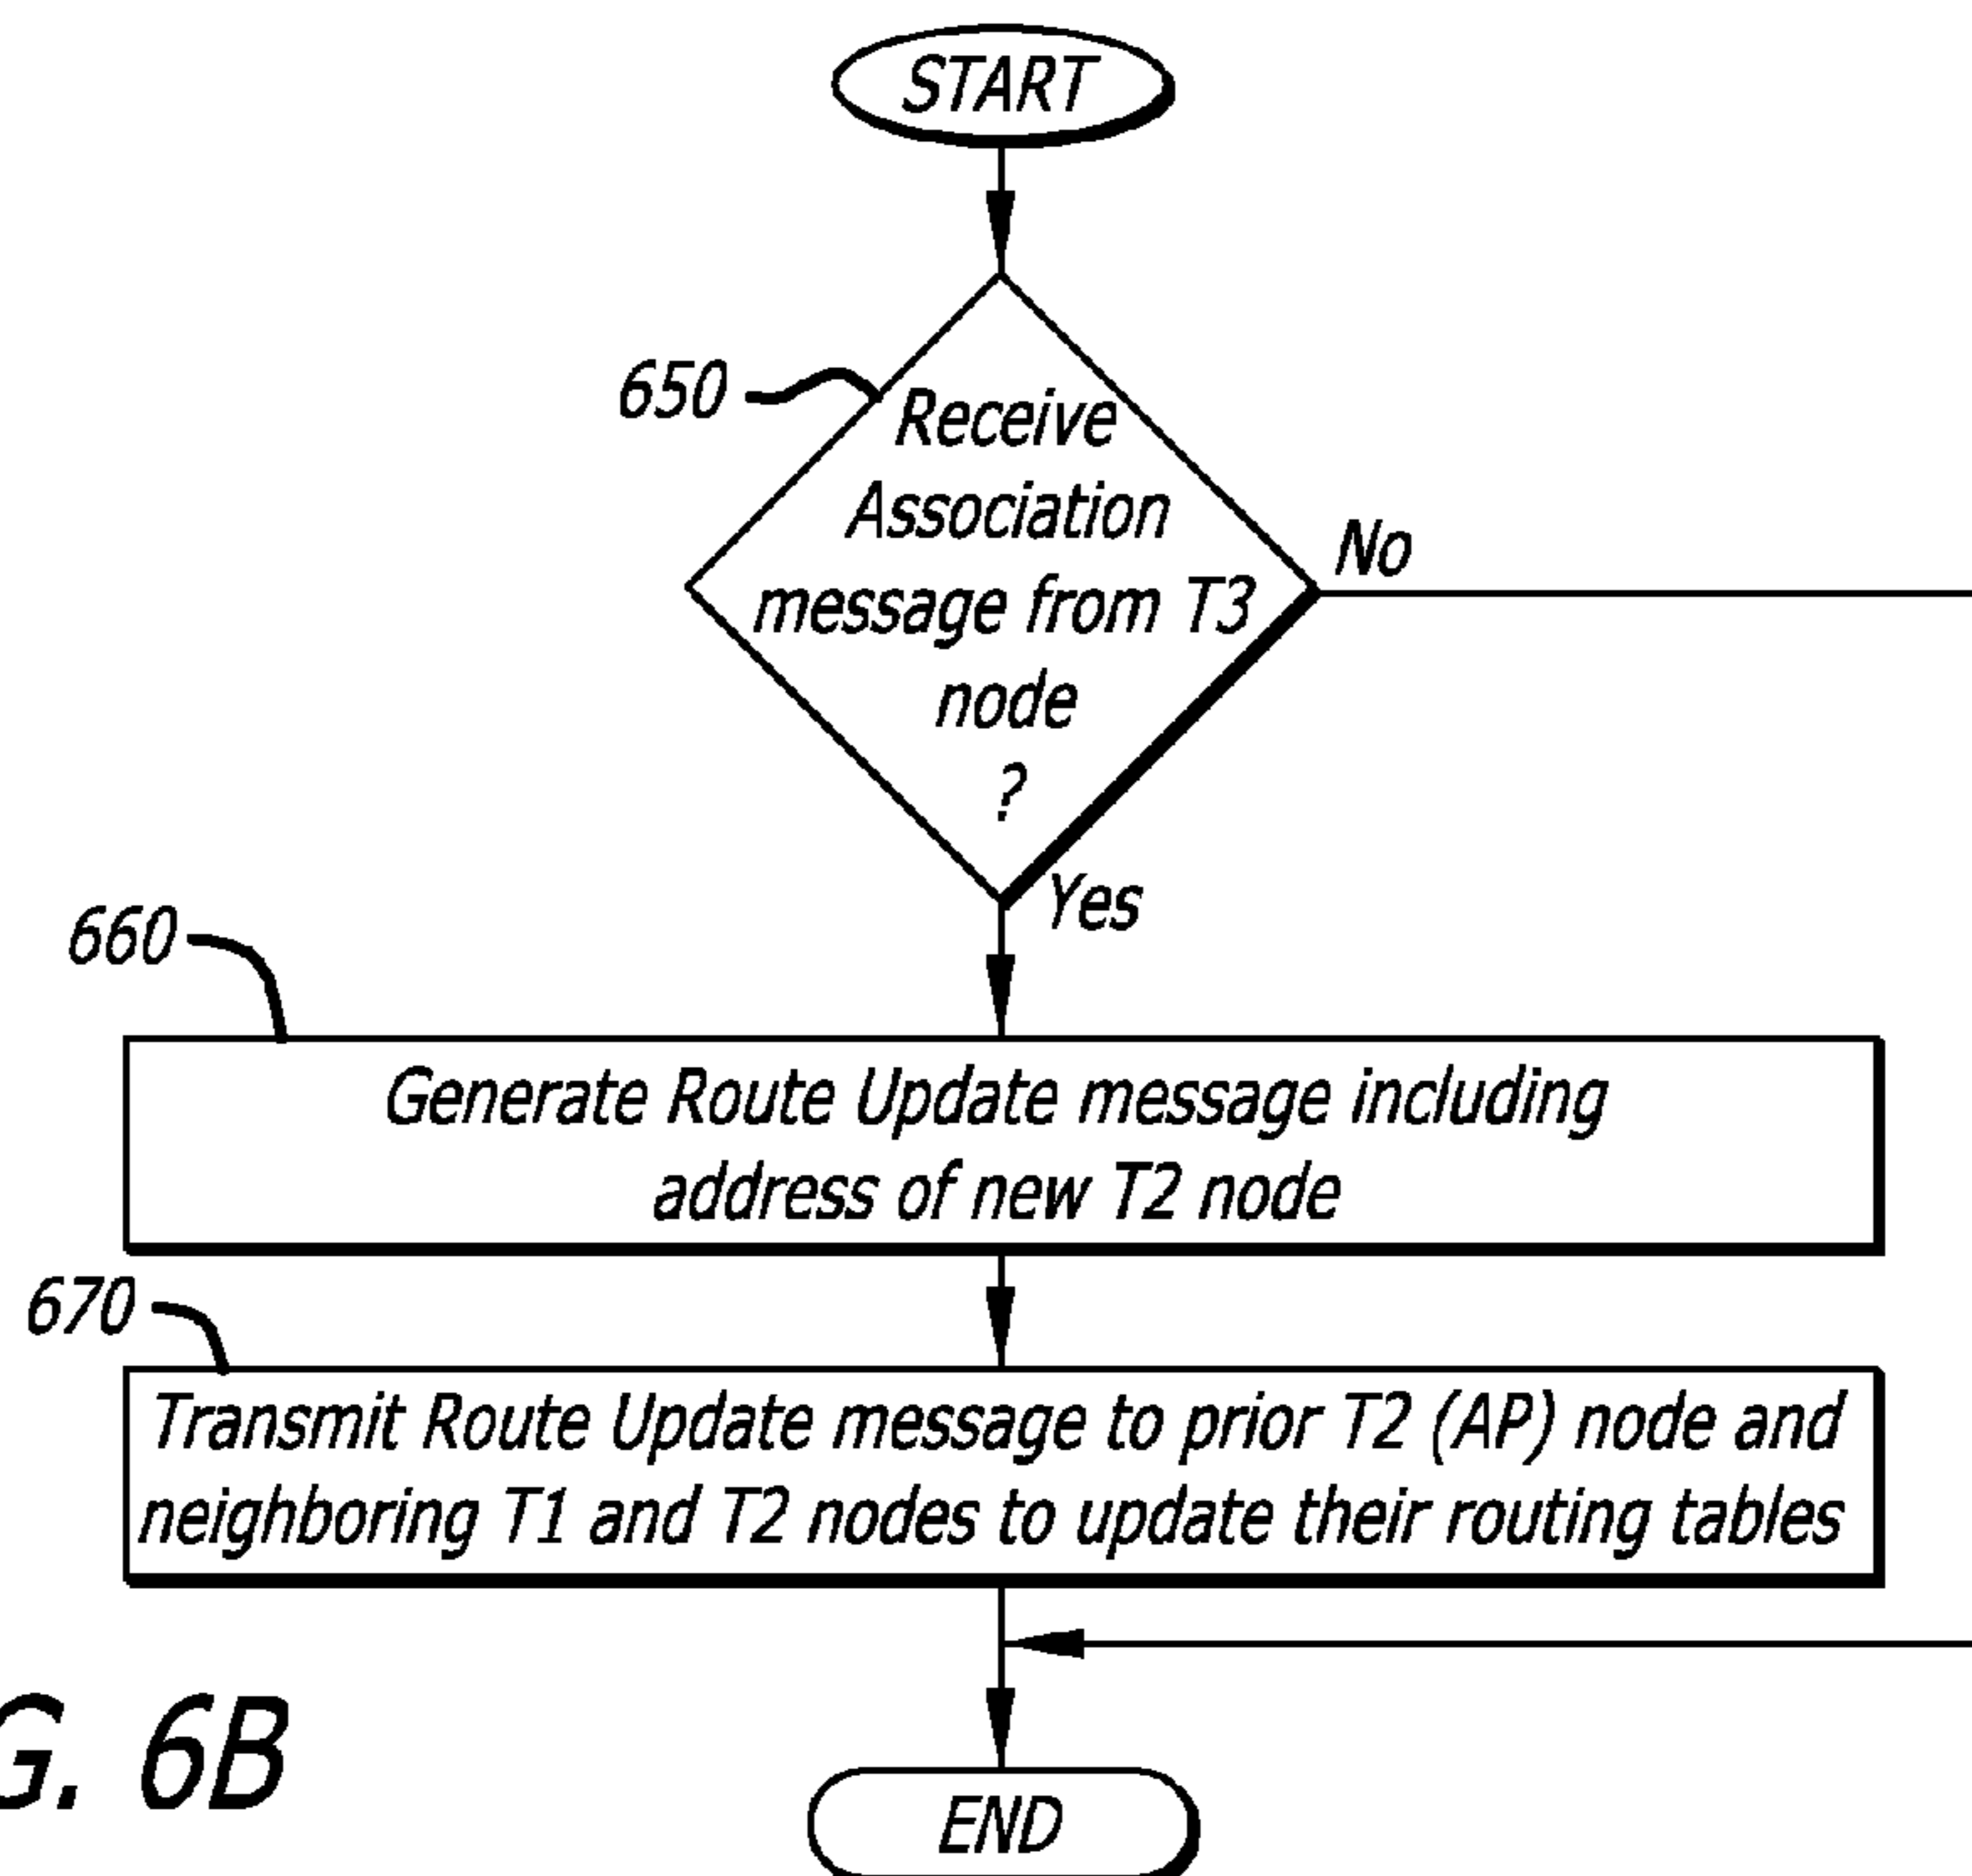 START
650
Receive
Association
message from T3
node
?
No
Yes
660
Generate Route Update message including
address of new T2 node
670
Transmit Route Update message to prior T2 (AP) node and
neighboring T1 and T2 nodes to update their routing tables
G. 6B
END